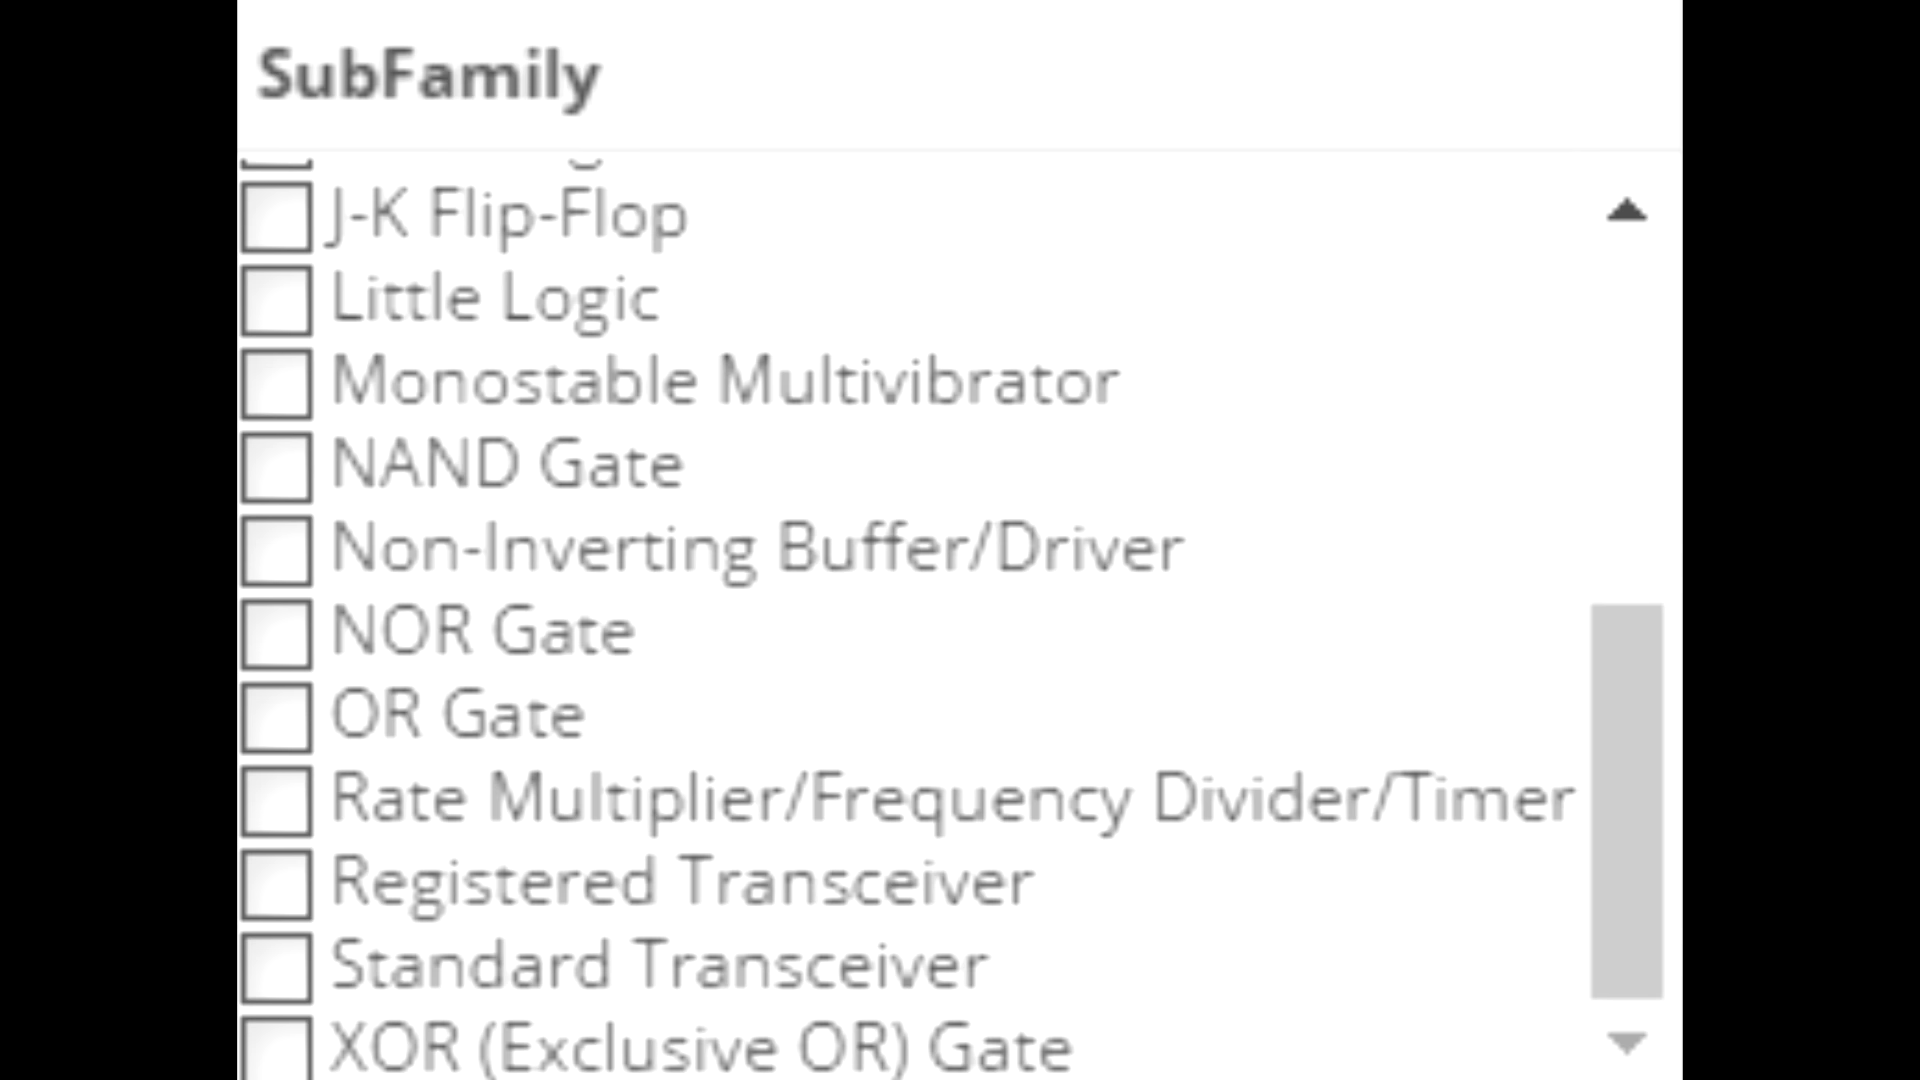 SubFamily
J-K Flip-Flop
Little Logic
Monostable Multivibrator
NAND Gate
Non-Inverting Buffer/Driver
NOR Gate
OR Gate
Rate Multiplier/Frequency Divider/Timer
Registered Transceiver
Standard Transceiver
XOR (Exclusive OR) Gate